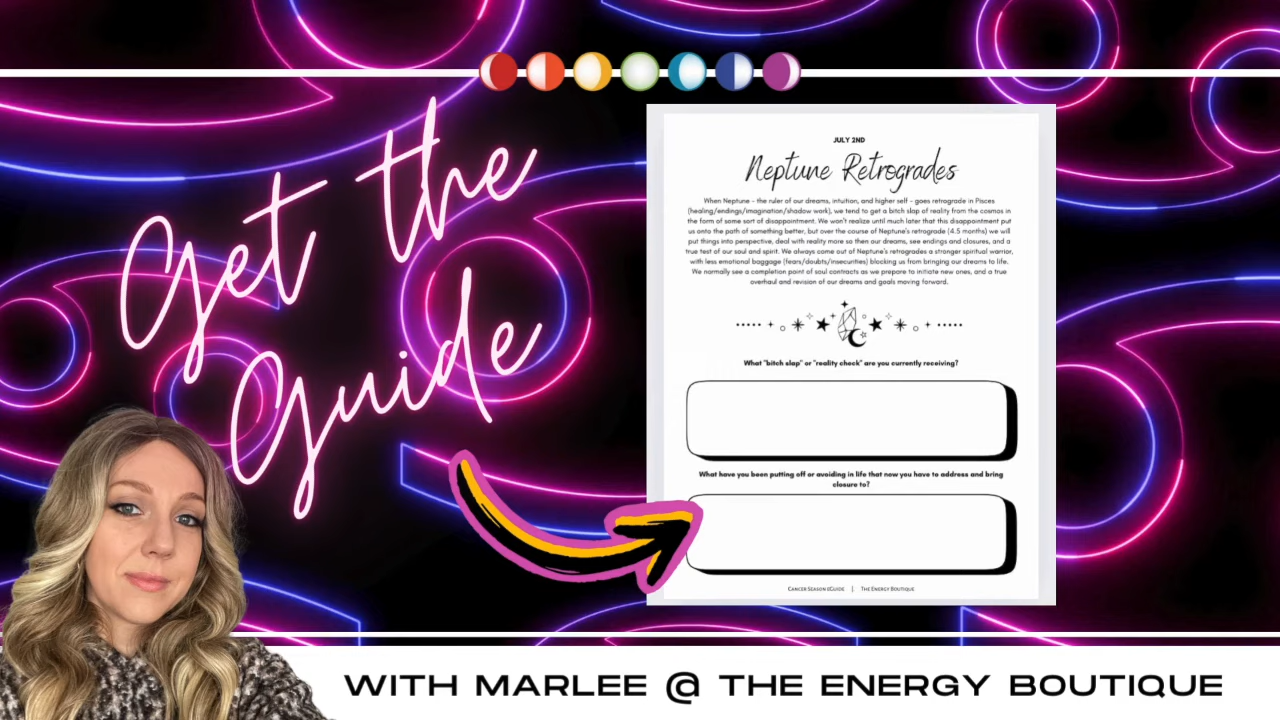 Get the
Guide
JULY 2ND
Neptune Retrogrades
When Neptune - the ruler of our dreams, intuition, and higher self - goes retrograde in Pisces
(healing/endings/imagination/shadow work), we tend to get a bitch slap of reality from the cosmos in
the form of some sort of disappointment. We won't realize until much later that this disappointment put
us onto the path of something better, but over the course of Neptune's retrograde (4.5 months) we will
put things into perspective, deal with reality more so then our dreams, see endings and closures, and a
true test of our soul and spirit. We always come out of Neptune's retrogrades a stronger spiritual warrior,
with less emotional baggage (fears/doubts/insecurities) blocking us from bringing our dreams to life.
We normally see a completion point of soul contracts as we prepare to initiate new ones, and a true
overhaul and revision of our dreams and goals moving forward.
What "bitch slap" or "reality check" are you currently receiving?
What have you been putting off or avoiding in life that now you have to address and bring
closure to?
CANCER SEASON EGUIDE | THE ENERGY BOUTIQUE
WITH MARLEE @ THE ENERGY BOUTIQUE